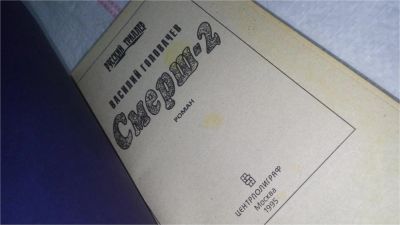 РУССКИЙ ТРИЛЛЕР
ВАСИЛИЙ ГОЛОВАЧЕВ
Смерш-2
РОМАН
ЦЕНТРПОЛИГРАФ
Москва
1995